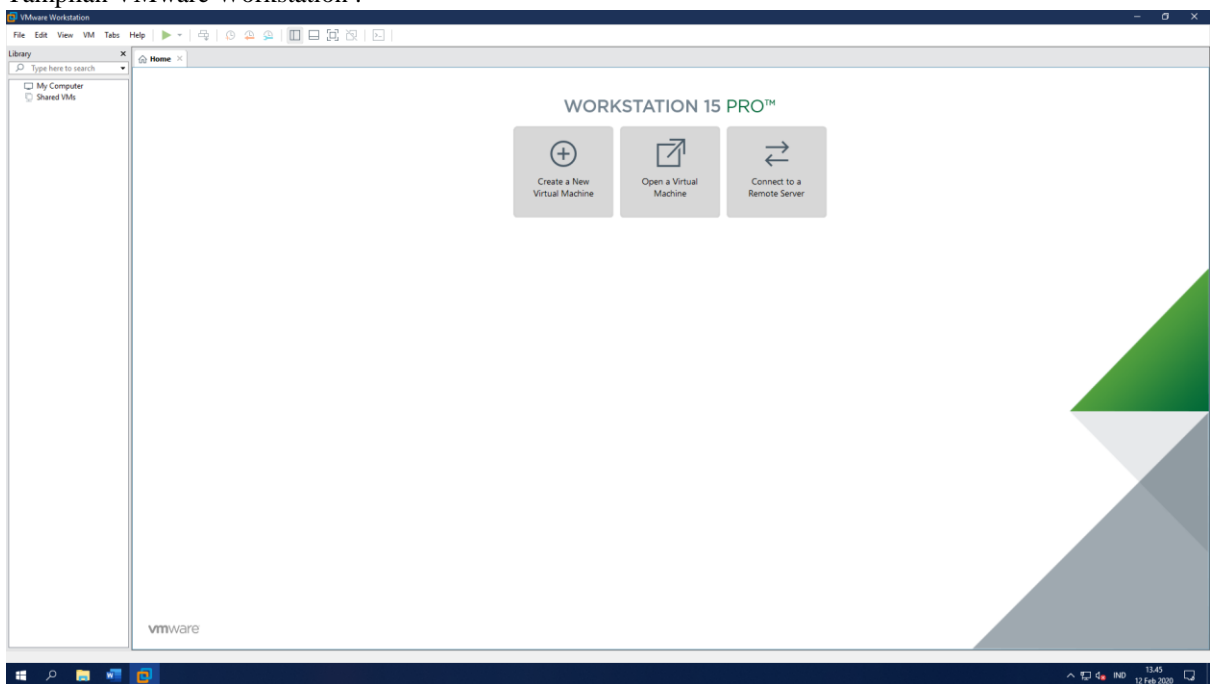 Tampilan VMware Workstation :
VMware Workstation
File Edit View VM Tabs Help
Library
Type here to search
My Computer
Shared VMs
Home
WORKSTATION 15 PRO™
Create a New
Virtual Machine
Open a Virtual
Machine
Connect to a
Remote Server
vmware
IND
13.45
12 Feb 2020